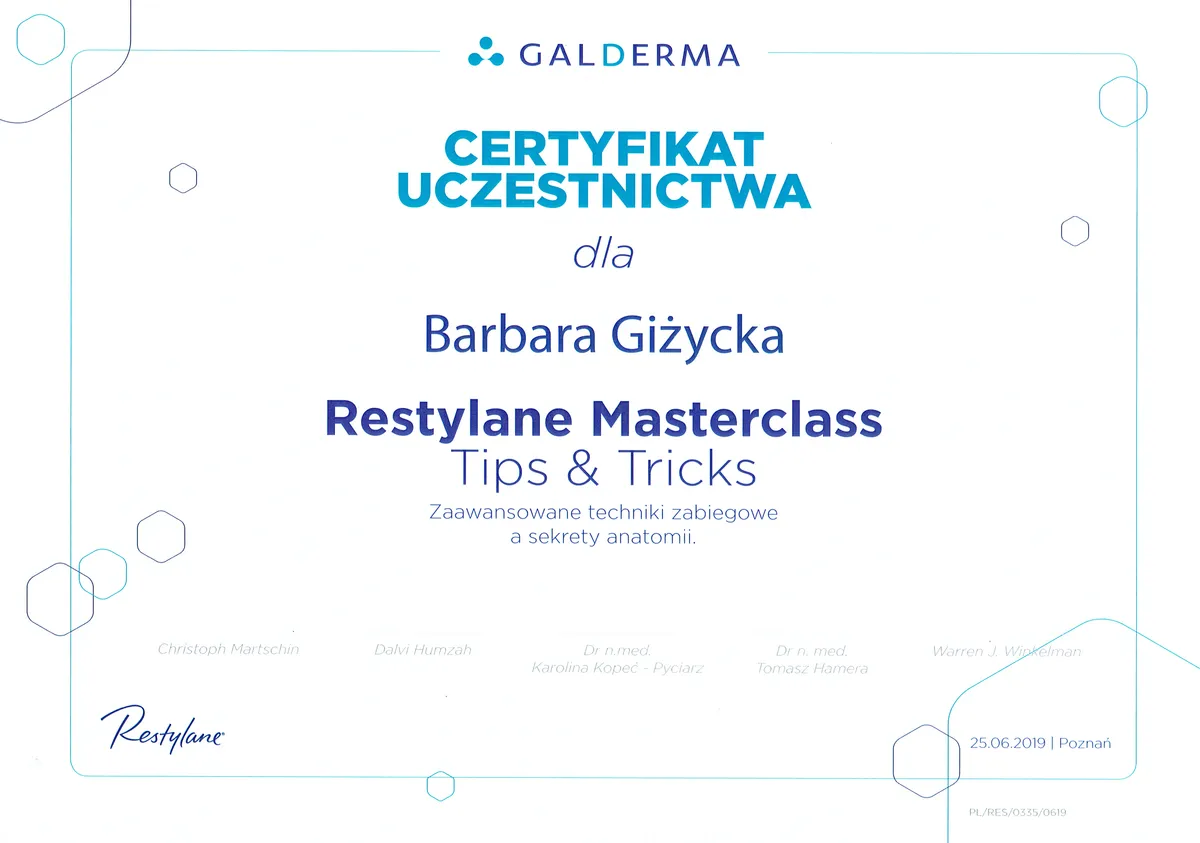 GALDERMA
CERTYFIKAT
UCZESTNICTWA
dla
Barbara Giżycka
Restylane Masterclass
Tips & Tricks
Zaawansowane techniki zabiegowe
a sekrety anatomii.
Christoph Martschin
Dalvi Humzah
Dr n.med.
Karolina Kopeć - Pyciarz
Dr n. med.
Tomasz Hamera
Warren J. Winkelman
Restylane®
25.06.2019 | Poznań
PL/RES/0335/0619